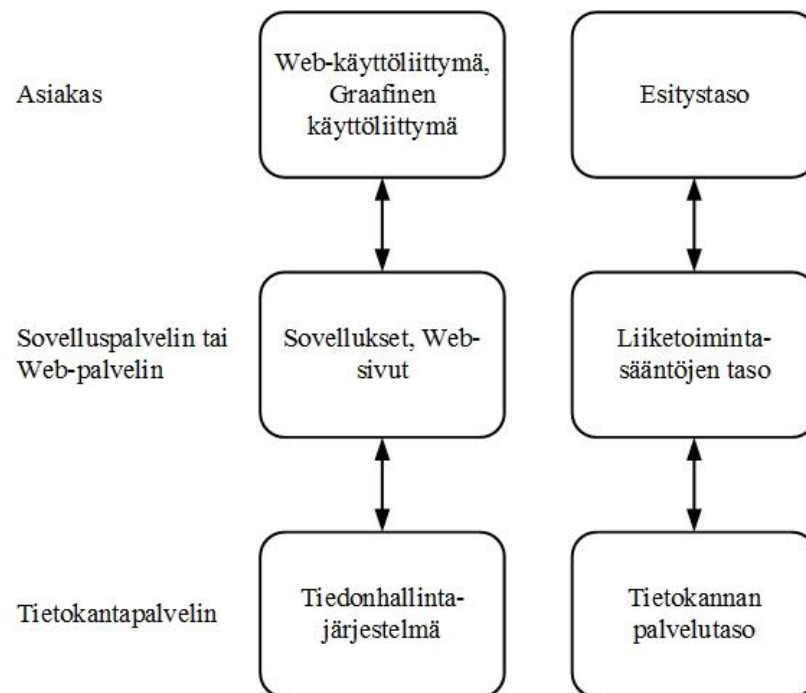 Asiakas
Web-käyttöliittymä,
Graafinen
käyttöliittymä
Esitystaso
Sovelluspalvelin tai
Web-palvelin
Sovellukset, Web-
sivut
Liiketoiminta-
sääntöjen taso
Tietokantapalvelin
Tiedonhallinta-
järjestelmä
Tietokannan
palvelutaso